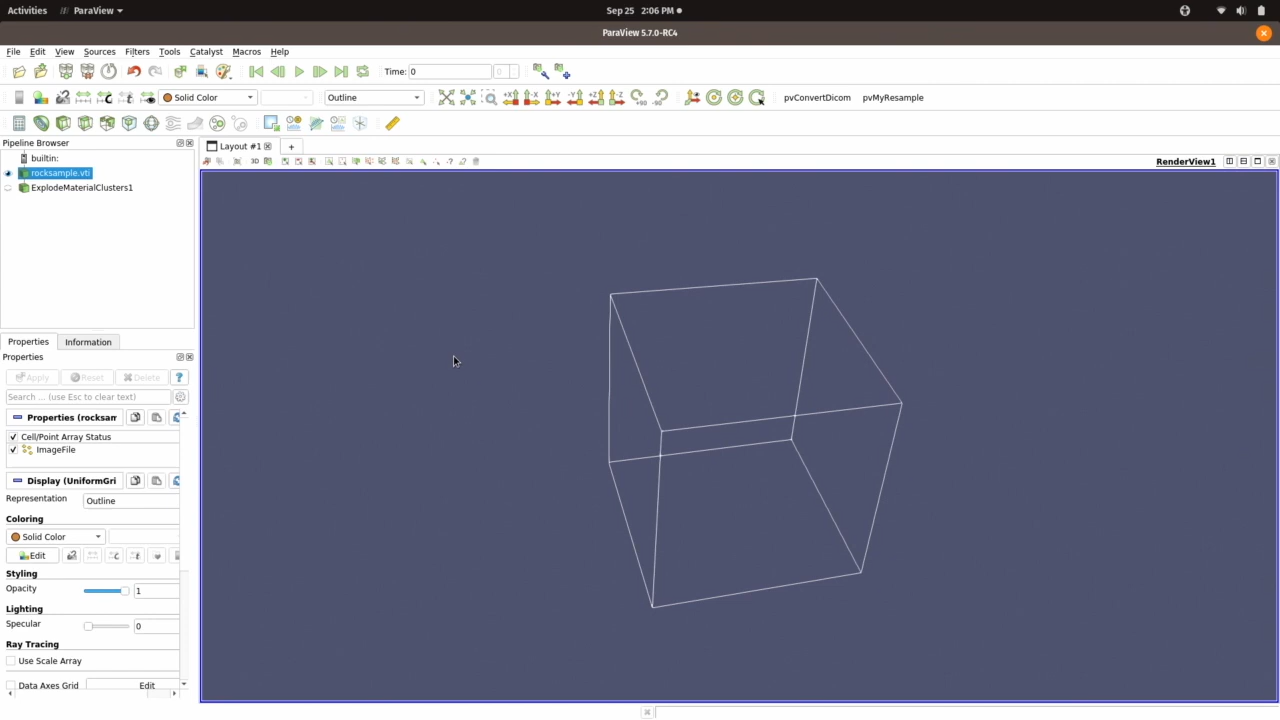 Activities ParaView Sep 25 2:06 PM
ParaView 5.7.0-RC4
File Edit View Sources Filters Tools Catalyst Macros Help
Time: 0 0
Solid Color Outline pvConvertDicom pvMyResample
Pipeline Browser
Layout #1 +
builtin:
RenderView1
rocksample.vti
ExplodeMaterialClusters1
Properties Information
Properties
Apply Reset Delete ?
Search ... (use Esc to clear text)
Properties (rocksam
Cell/Point Array Status
ImageFile
Display (UniformGri
Representation Outline
Coloring
Solid Color
Edit
Styling
Opacity 1
Lighting
Specular 0
Ray Tracing
Use Scale Array
Data Axes Grid Edit